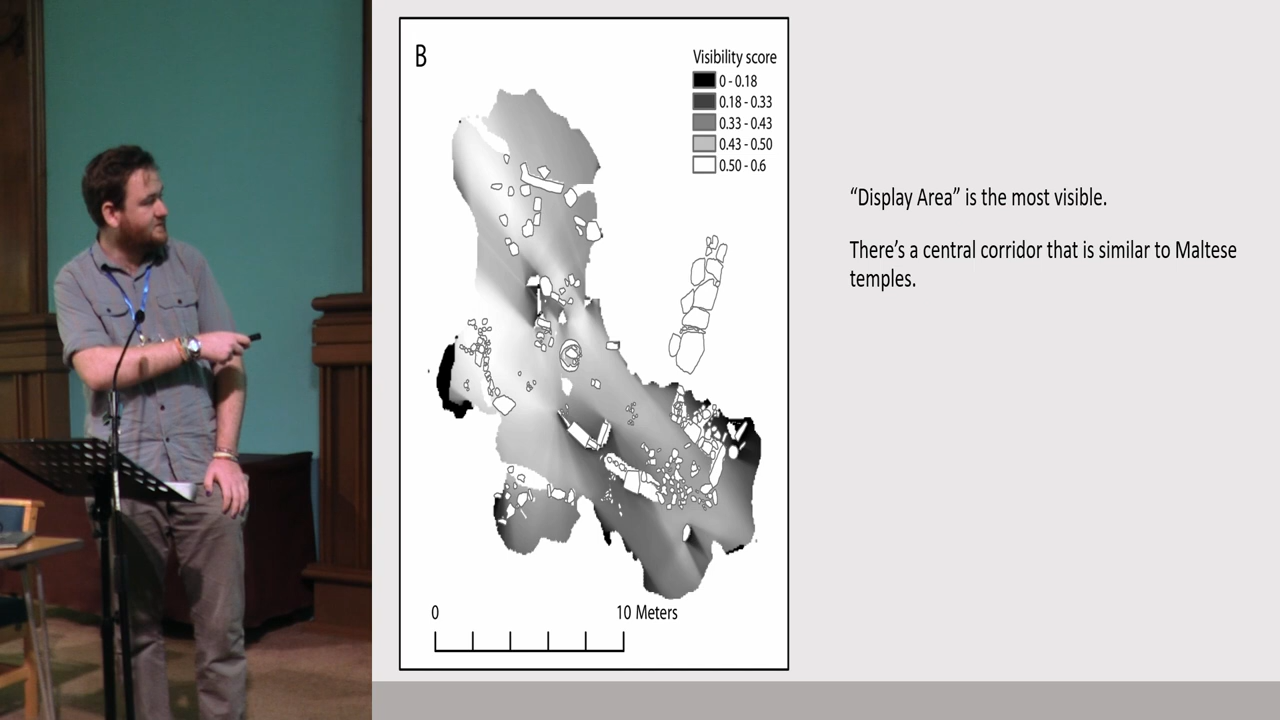 B
Visibility score
0 - 0.18
0.18 - 0.33
0.33 - 0.43
0.43 - 0.50
0.50 - 0.6
0 10 Meters
“Display Area” is the most visible.
There’s a central corridor that is similar to Maltese
temples.